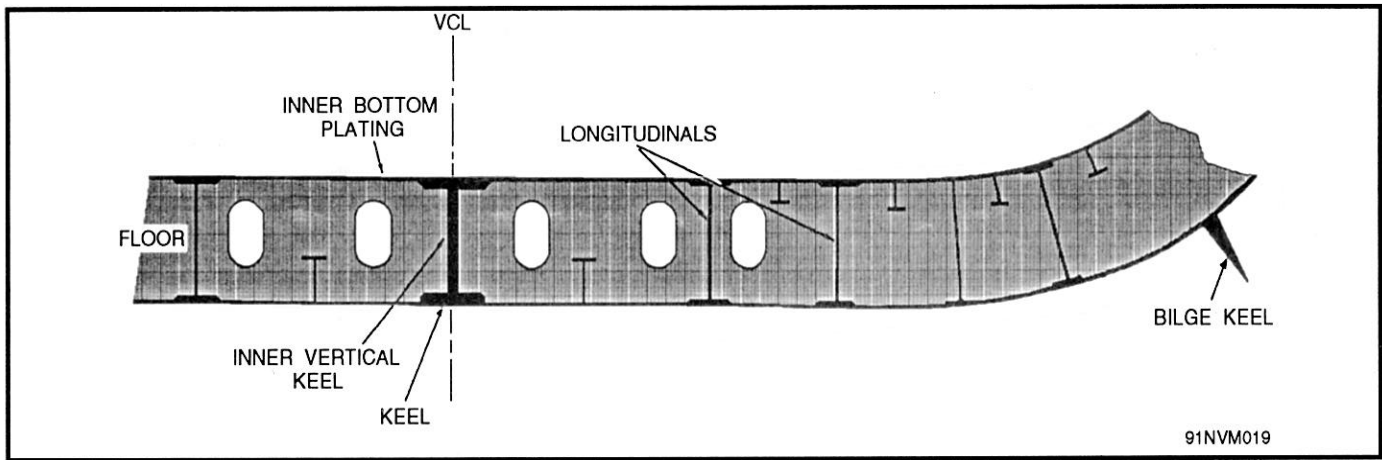 VCL
INNER BOTTOM
PLATING
LONGITUDINALS
FLOOR
INNER VERTICAL
KEEL
KEEL
BILGE KEEL
91NVM019